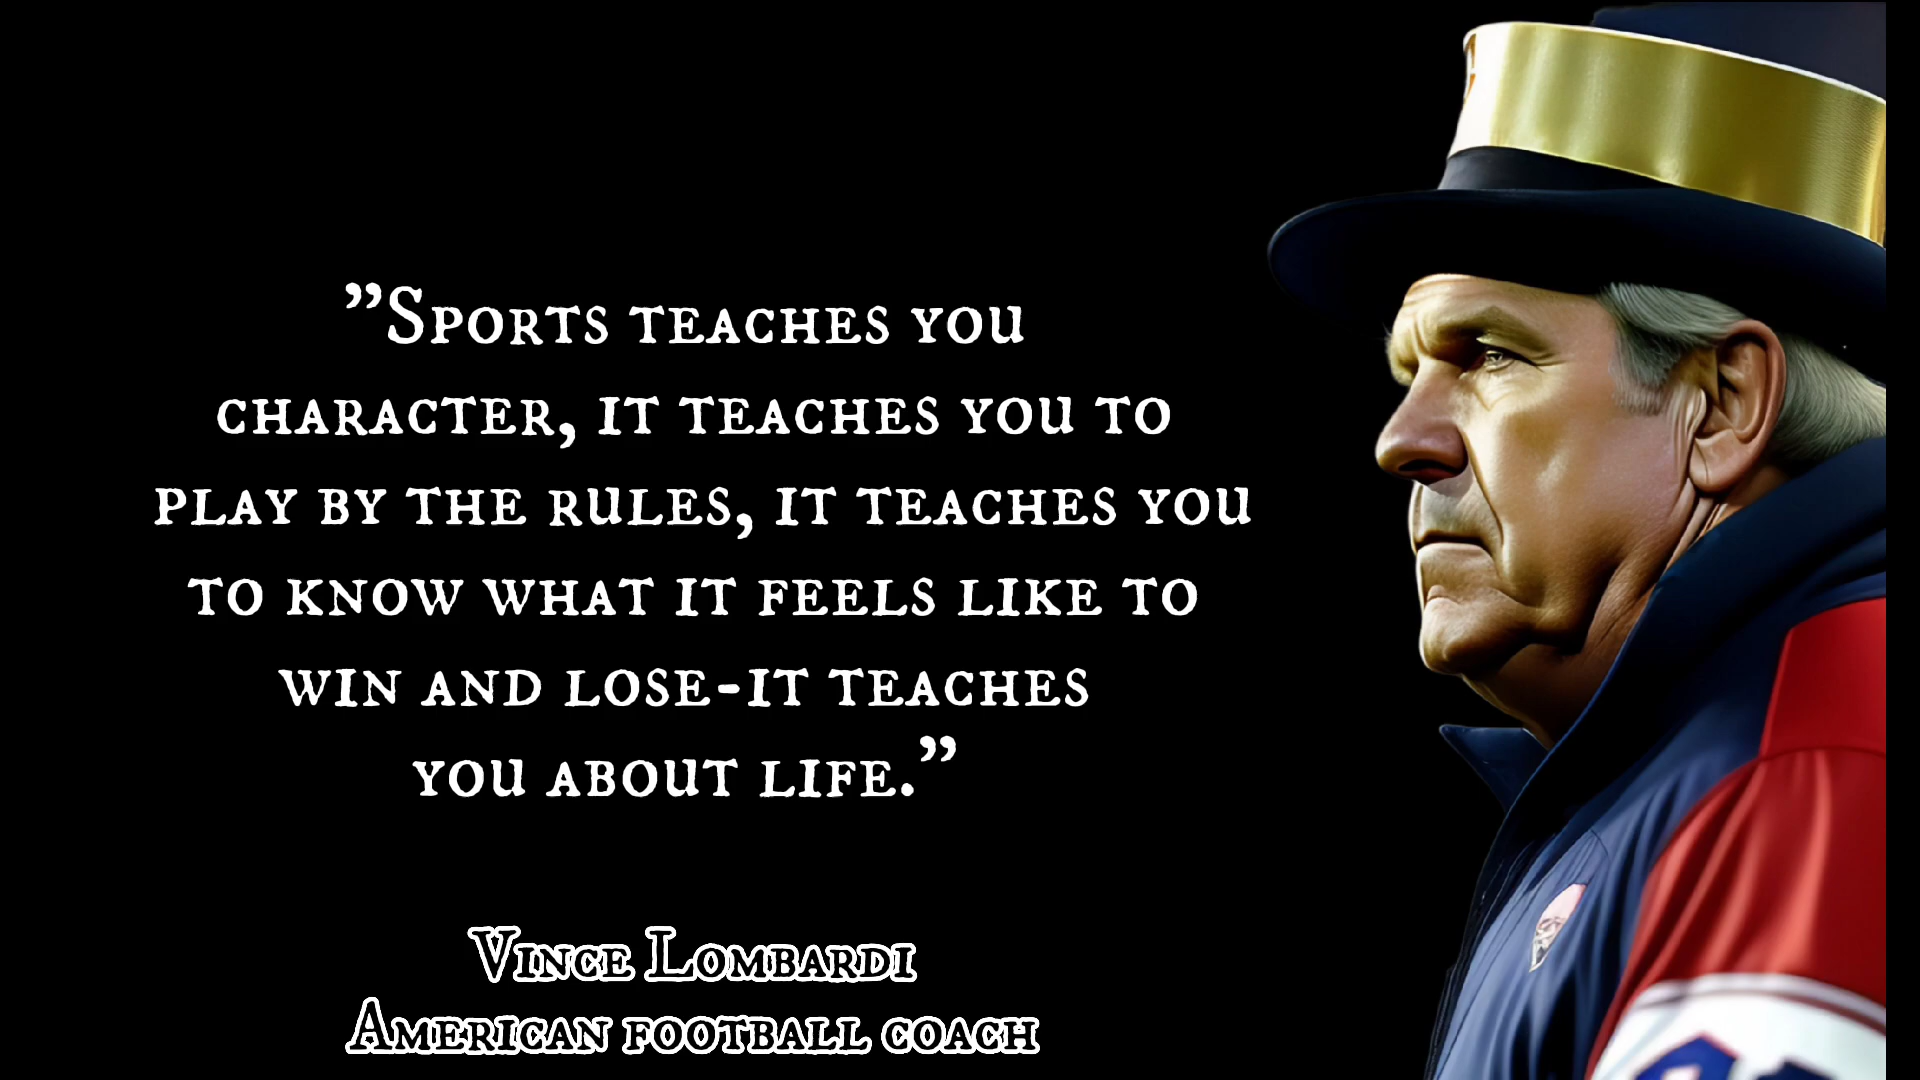 ”Sports teaches you
character, it teaches you to
play by the rules, it teaches you
to know what it feels like to
win and lose-it teaches
you about life.”
Vince Lombardi
American football coach